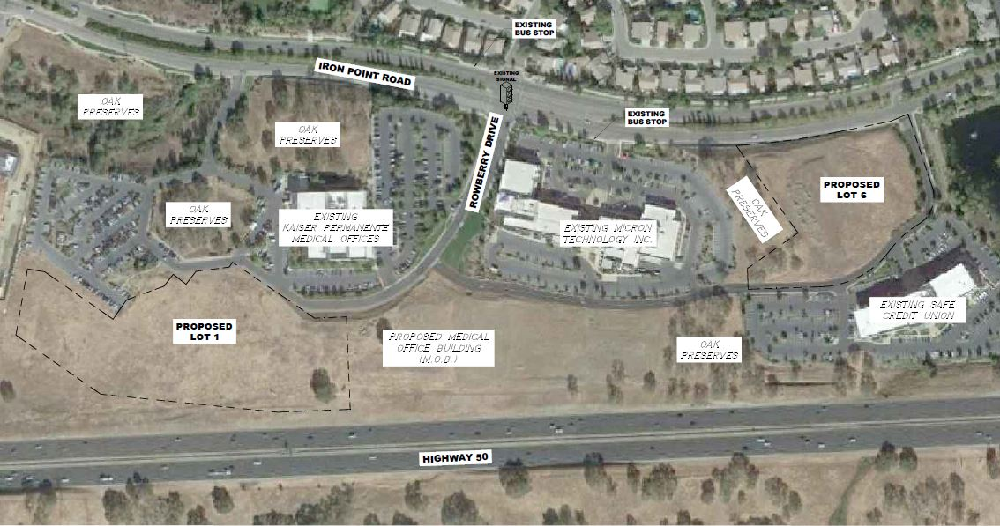 EXISTING
BUS STOP
IRON POINT ROAD
EXISTING
SIGNAL
OAK
PRESERVES
OAK
PRESERVES
EXISTING
BUS STOP
ROWBERRY DRIVE
PROPOSED
LOT 6
OAK
PRESERVES
OAK
PRESERVES
EXISTING
KAISER PERMANENTE
MEDICAL OFFICES
EXISTING MICRON
TECHNOLOGY INC.
EXISTING SAFE
CREDIT UNION
PROPOSED
LOT 1
PROPOSED MEDICAL
OFFICE BUILDING
(M.O.B.)
OAK
PRESERVES
HIGHWAY 50